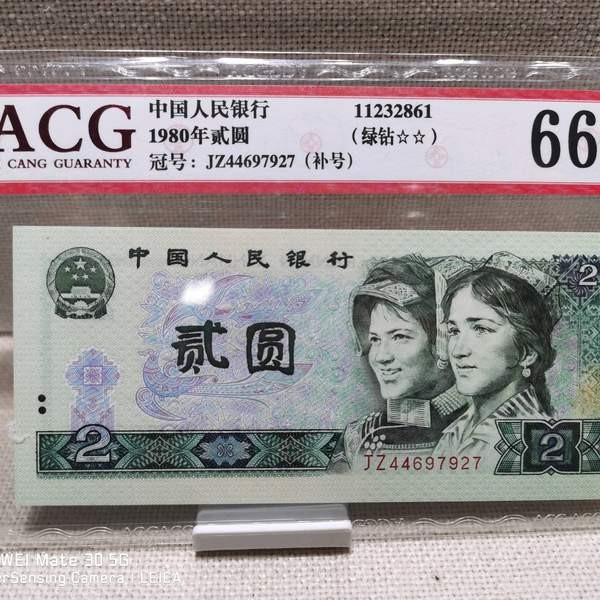 ACG
CANG GUARANTY
中国人民银行
1980年贰圆
冠号: JZ44697927 (补号)
11232861
(绿钻☆☆)
66
中国人民银行
2
贰圆
2
JZ44697927
2
WEI Mate 30 5G
erSensing Camera | LEICA